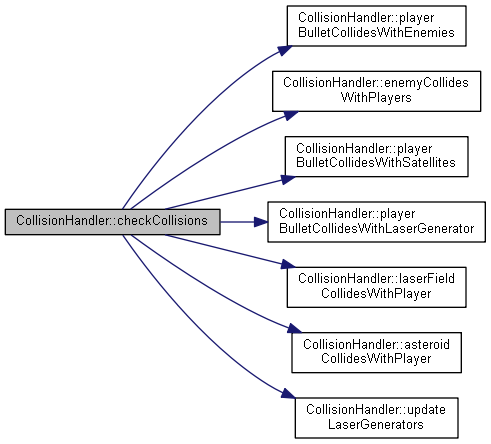 CollisionHandler::player
BulletCollidesWithEnemies
CollisionHandler::enemyCollides
WithPlayers
CollisionHandler::player
BulletCollidesWithSatellites
CollisionHandler::checkCollisions
CollisionHandler::player
BulletCollidesWithLaserGenerator
CollisionHandler::laserField
CollidesWithPlayer
CollisionHandler::asteroid
CollidesWithPlayer
CollisionHandler::update
LaserGenerators